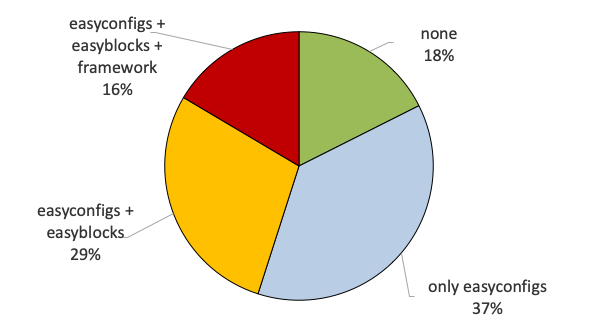 easyconfigs +
easyblocks +
framework
16%
none
18%
easyconfigs +
easyblocks
29%
only easyconfigs
37%